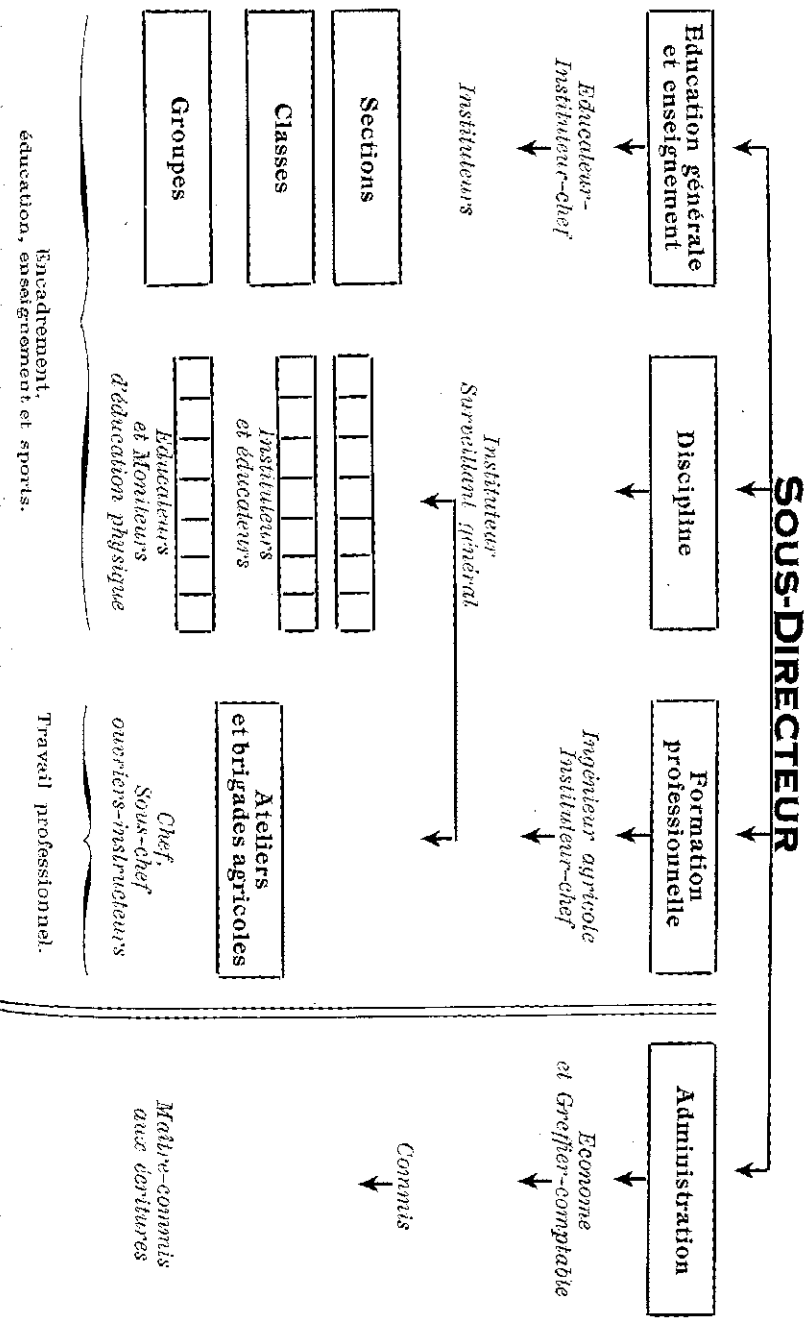 SOUS-DIRECTEUR
Education générale
et enseignement
Discipline
Formation
professionnelle
Administration
Educateur-
Instituteur-chef
Ingénieur agricole
Instituteur-chef
Econome
et Greffier-comptable
Instituteurs
Instituteur
Surveillant général
Commis
Sections
Classes
Instituteurs
et éducateurs
Ateliers
et brigades agricoles
Groupes
Educateurs
et Moniteurs
d'éducation physique
Chef,
Sous-chef
ouvriers-instructeurs
Maître-commis
aux écritures
Encadrement,
éducation, enseignement et sports.
Travail professionnel.